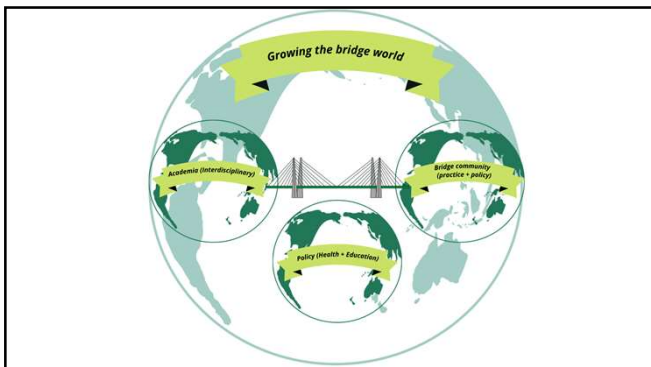 Growing the bridge world
Academia (Interdisciplinary)
Bridge community
(practice + policy)
Policy (Health + Education)